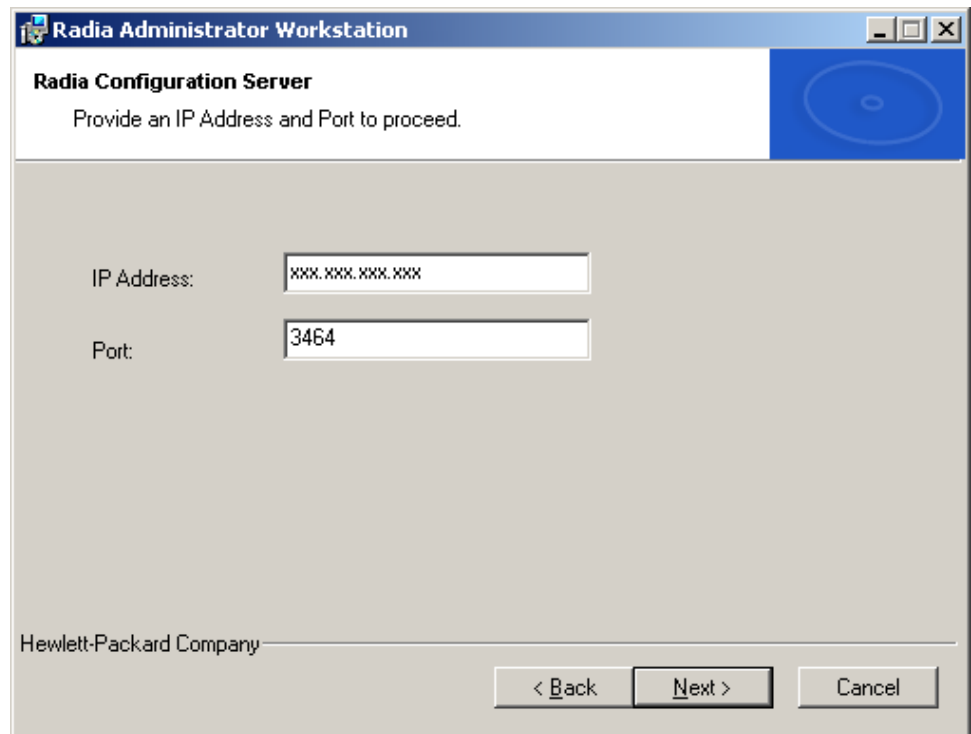 Radia Administrator Workstation
Radia Configuration Server
Provide an IP Address and Port to proceed.
IP Address:
xxx.xxx.xxx.xxx
Port:
3464
Hewlett-Packard Company
< Back
Next >
Cancel